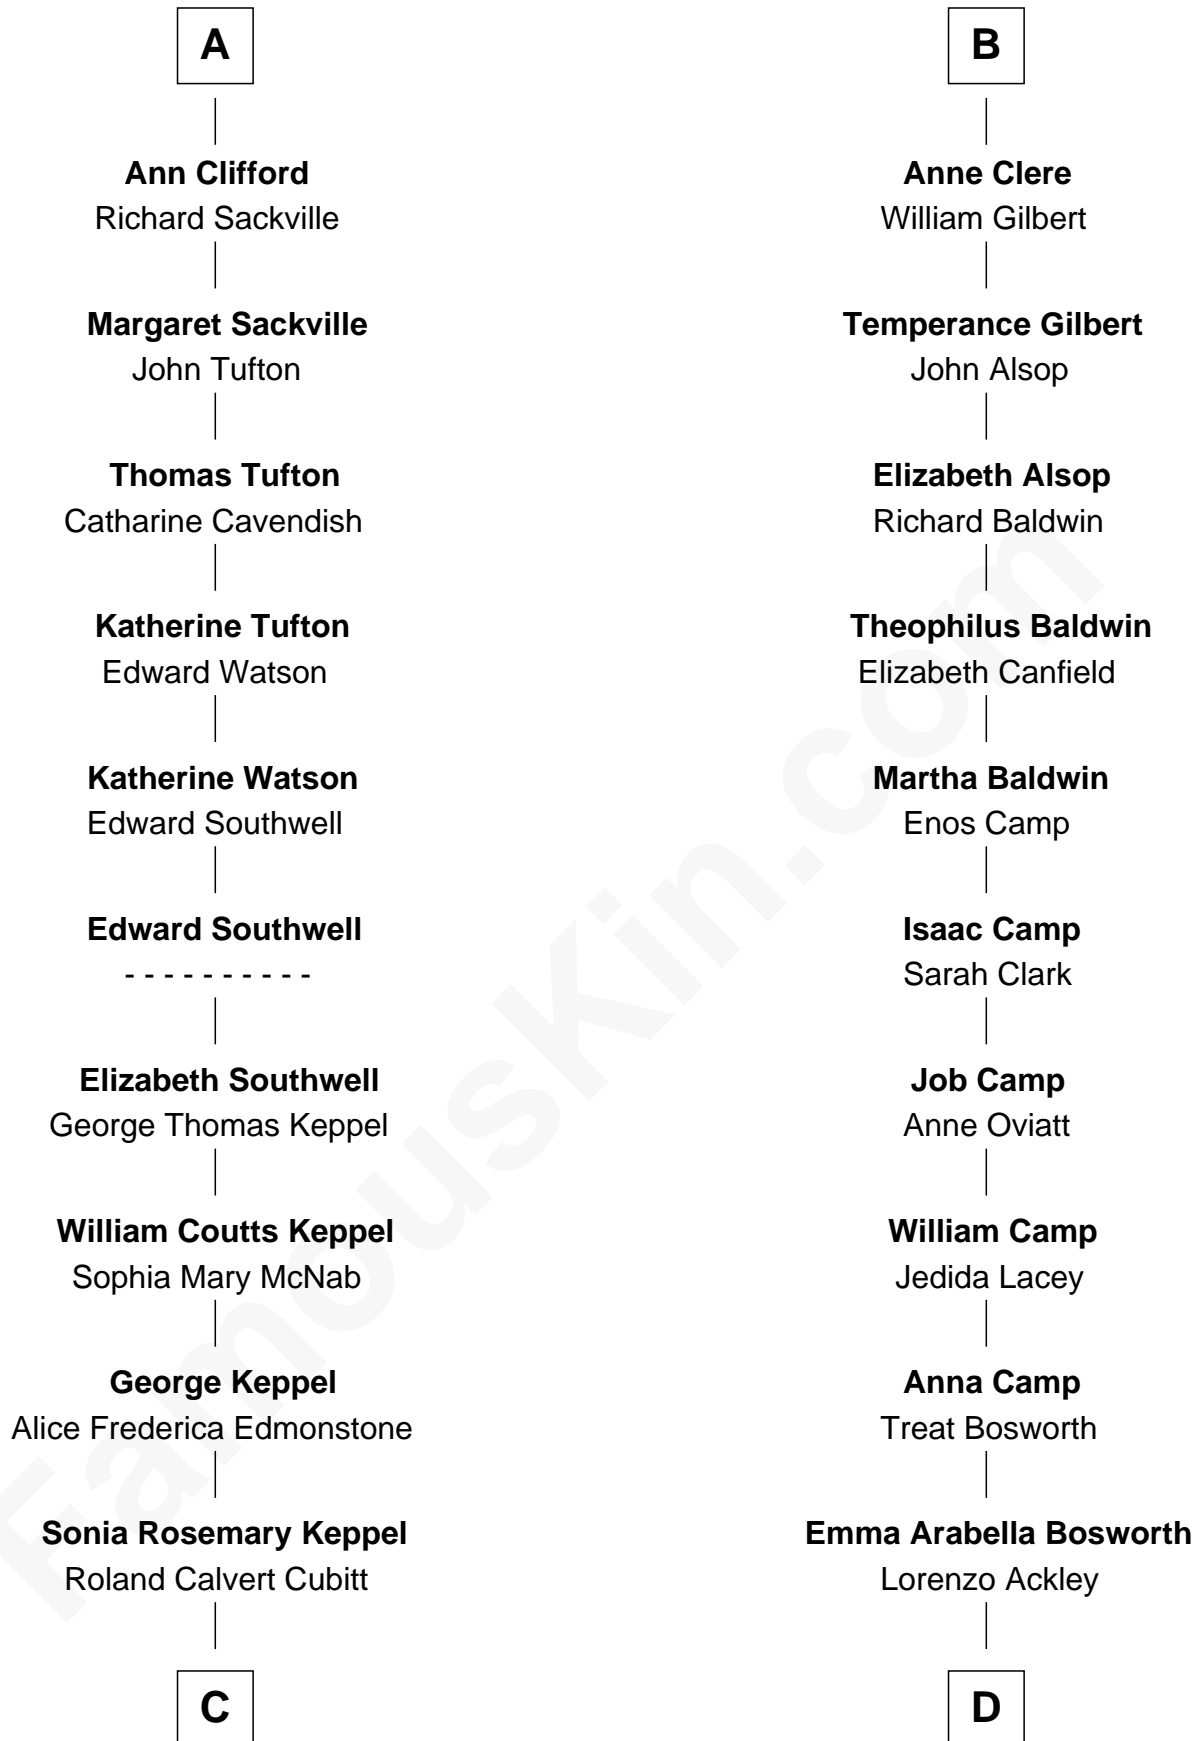 A
Ann Clifford
Richard Sackville
Margaret Sackville
John Tufton
Thomas Tufton
Catharine Cavendish
Katherine Tufton
Edward Watson
Katherine Watson
Edward Southwell
Edward Southwell
- - - - - - - - - -
Elizabeth Southwell
George Thomas Keppel
William Coutts Keppel
Sophia Mary McNab
George Keppel
Alice Frederica Edmonstone
Sonia Rosemary Keppel
Roland Calvert Cubitt
C
B
Anne Clere
William Gilbert
Temperance Gilbert
John Alsop
Elizabeth Alsop
Richard Baldwin
Theophilus Baldwin
Elizabeth Canfield
Martha Baldwin
Enos Camp
Isaac Camp
Sarah Clark
Job Camp
Anne Oviatt
William Camp
Jedida Lacey
Anna Camp
Treat Bosworth
Emma Arabella Bosworth
Lorenzo Ackley
D
FamousKin.com